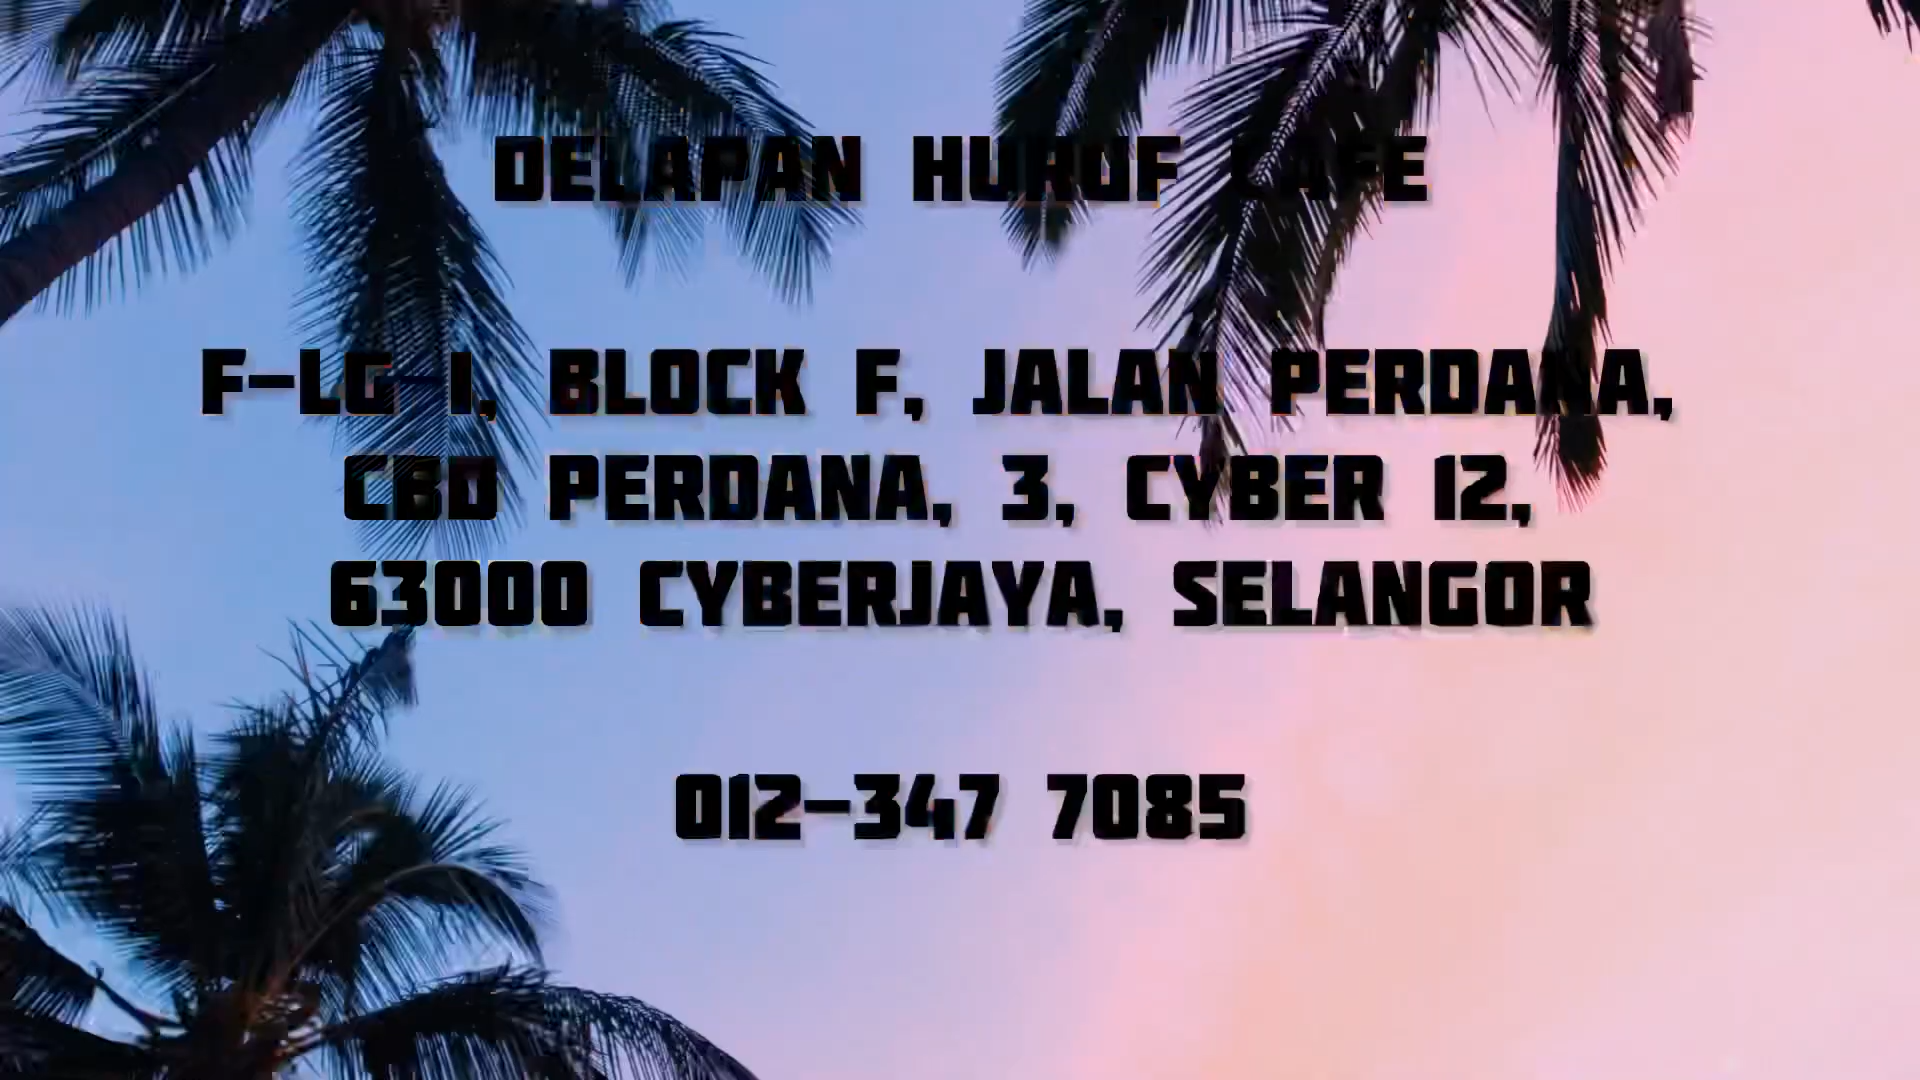 DELAPAN HUROF CAFE
F-LG-1, BLOCK F, JALAN PERDANA,
CBD PERDANA, 3, CYBER 12,
63000 CYBERJAYA, SELANGOR
012-347 7085